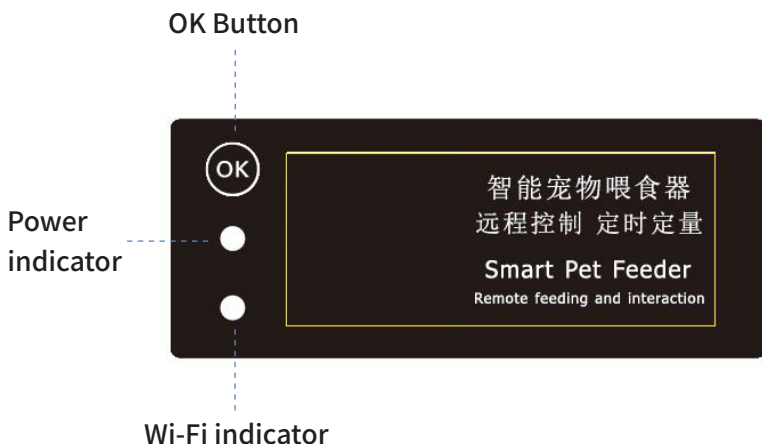 OK Button
OK
智能宠物喂食器
远程控制 定时定量
Smart Pet Feeder
Remote feeding and interaction
Power
indicator
Wi-Fi indicator